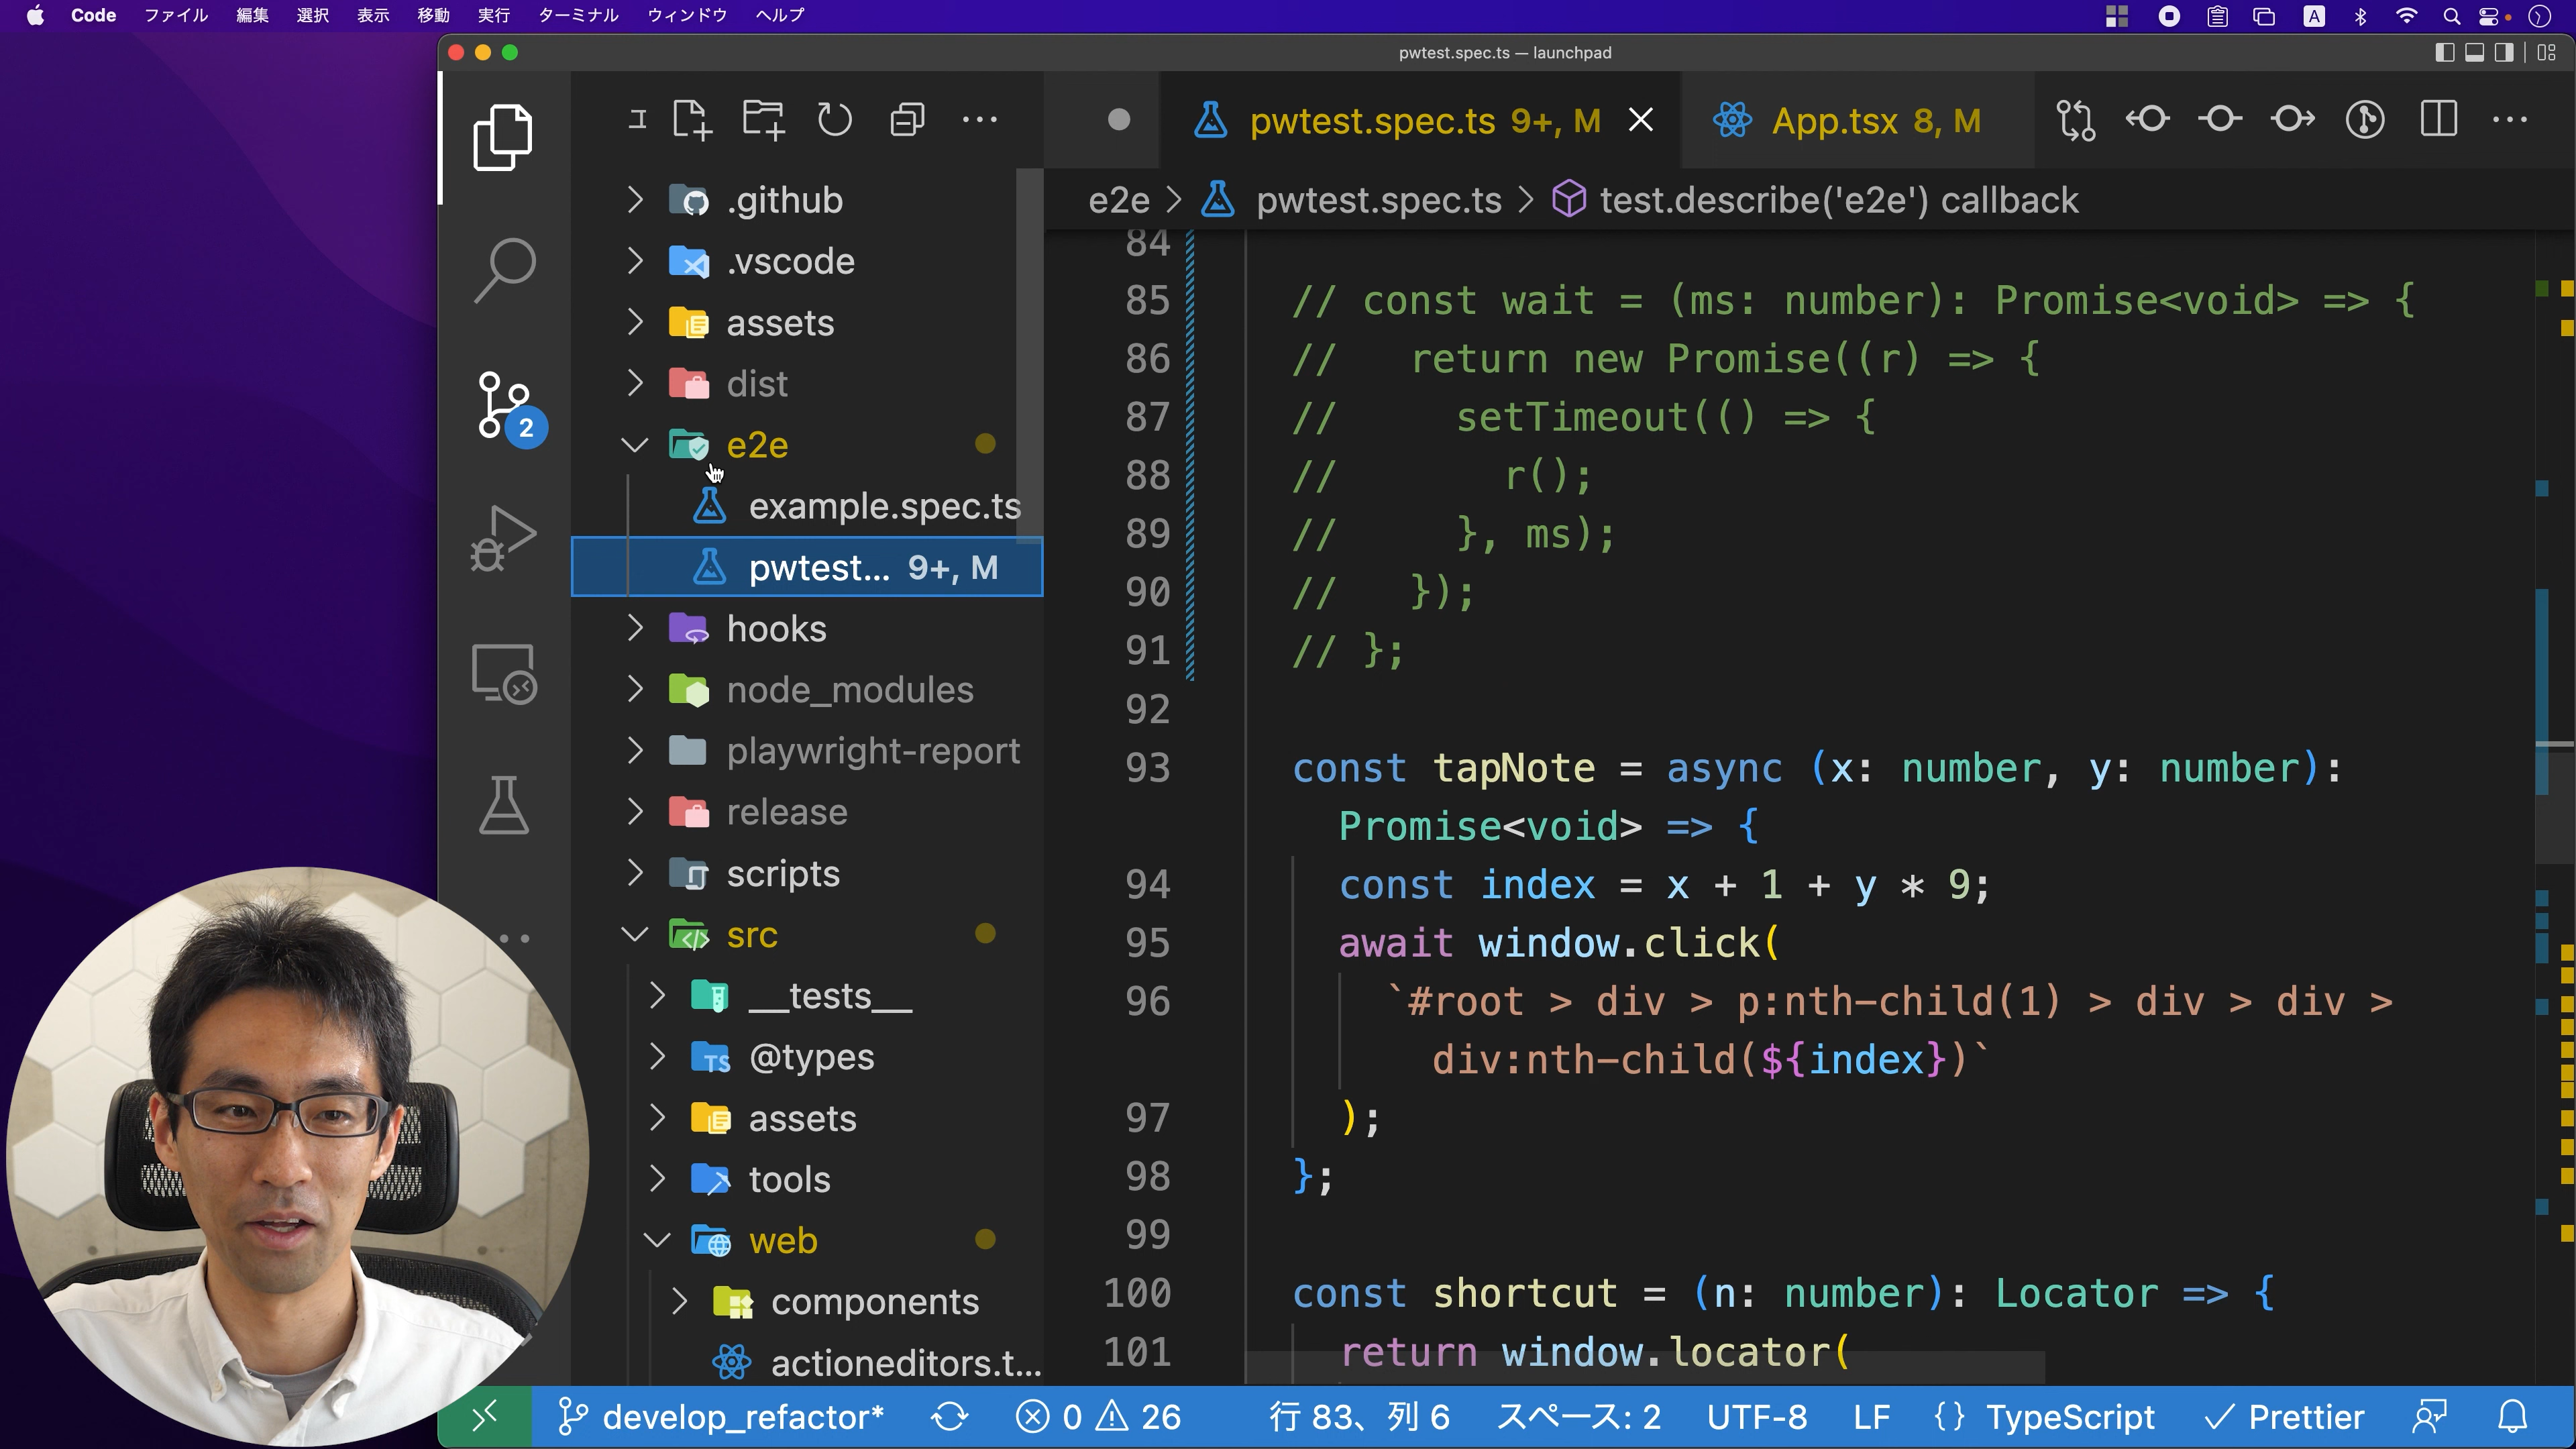 Code ファイル 編集 選択 表示 移動 実行 ターミナル ウィンドウ ヘルプ
A
pwtest.spec.ts — launchpad
pwtest.spec.ts 9+, M
App.tsx 8, M
e2e > pwtest.spec.ts > test.describe('e2e') callback
.github
.vscode
assets
dist
e2e
example.spec.ts
pwtest... 9+, M
hooks
node_modules
playwright-report
release
scripts
src
__tests__
@types
assets
tools
web
components
actioneditors.t...
2
84
85 // const wait = (ms: number): Promise<void> => {
86 //   return new Promise((r) => {
87 //     setTimeout(() => {
88 //       r();
89 //     }, ms);
90 //   });
91 // };
92
93 const tapNote = async (x: number, y: number):
Promise<void> => {
94   const index = x + 1 + y * 9;
95   await window.click(
96     `#root > div > p:nth-child(1) > div > div >
div:nth-child(${index})`
97   );
98 };
99
100 const shortcut = (n: number): Locator => {
101   return window.locator(
develop_refactor* 0 26 行 83、列 6 スペース: 2 UTF-8 LF {} TypeScript ✓ Prettier